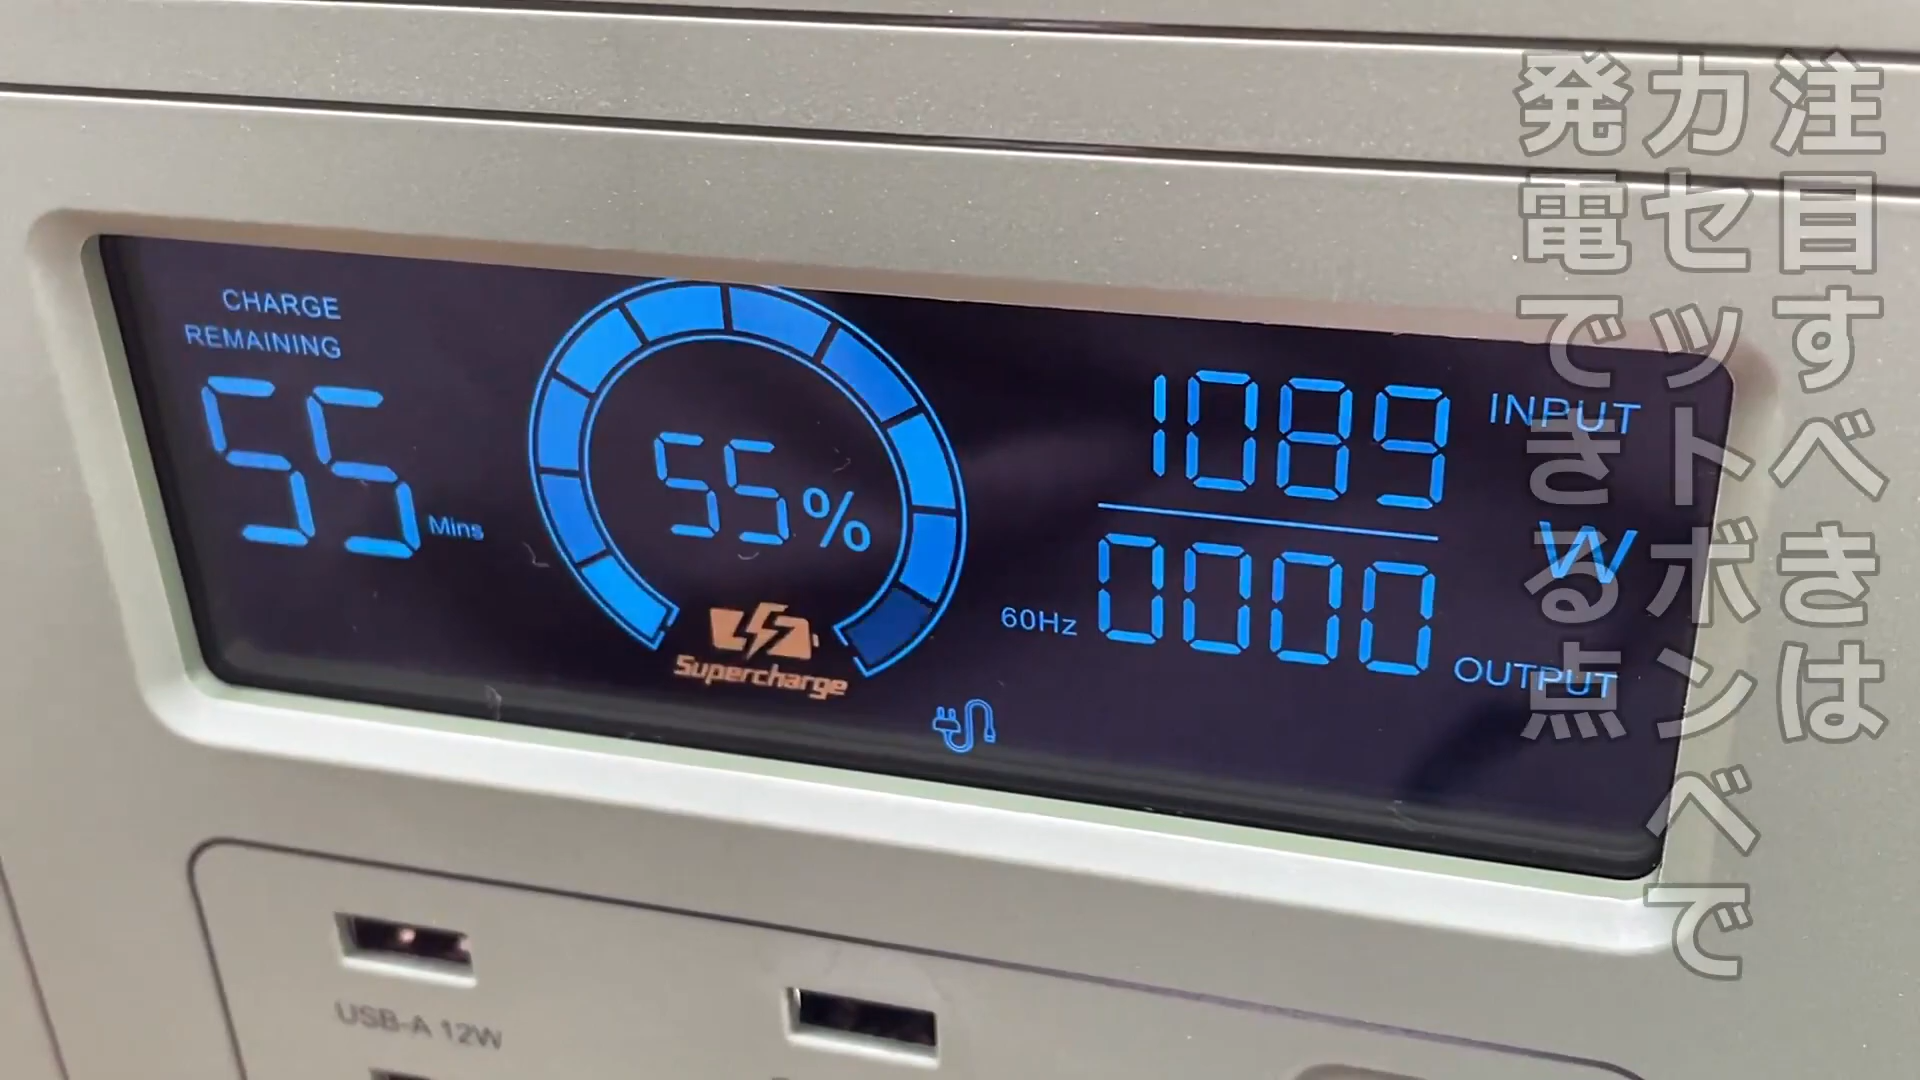 注目すべきは
カセットボンベで
発電できる点
CHARGE
REMAINING
55 Mins
55%
Supercharge
1089 INPUT
W
60Hz 0000 OUTPUT
USB-A 12W